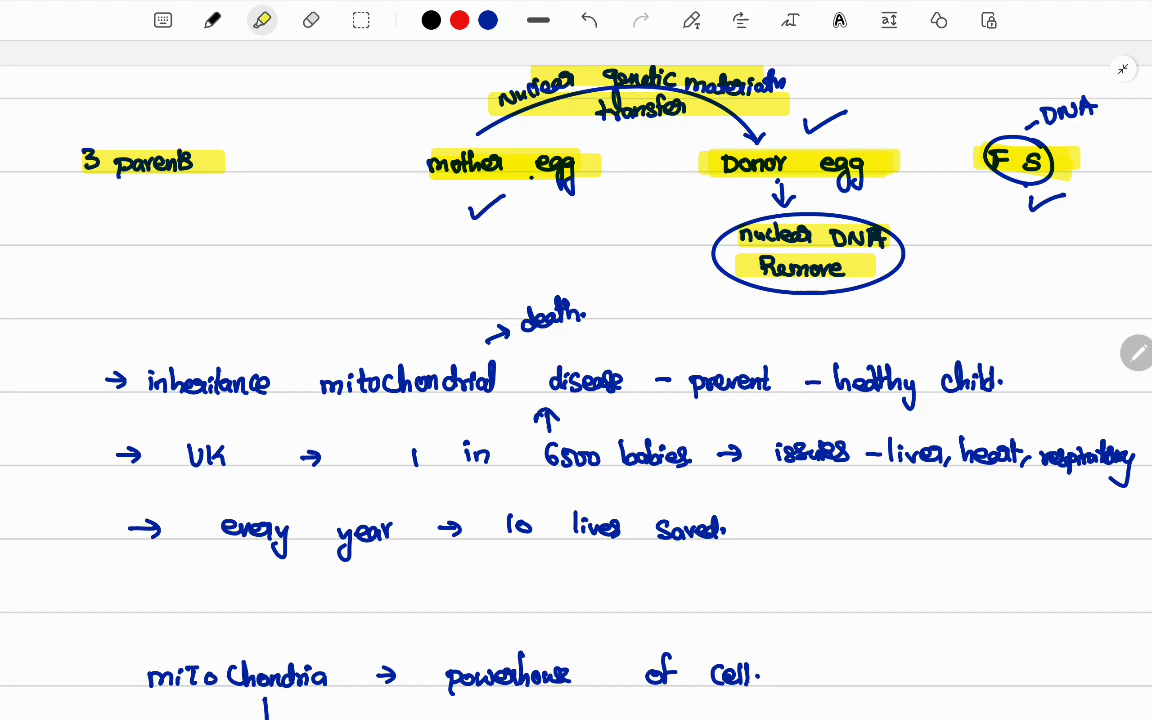 nuclear genetic material
transfer
DNA
3 parents mother egg Donor egg F S
nuclear DNA
Remove
→ death.
→ inheritance mitochondrial disease - prevent - healthy child.
→ UK → 1 in 6500 babies → issues - liver, heart, respiratory
→ every year → 10 lives saved.
mitochondria → powerhouse of cell.